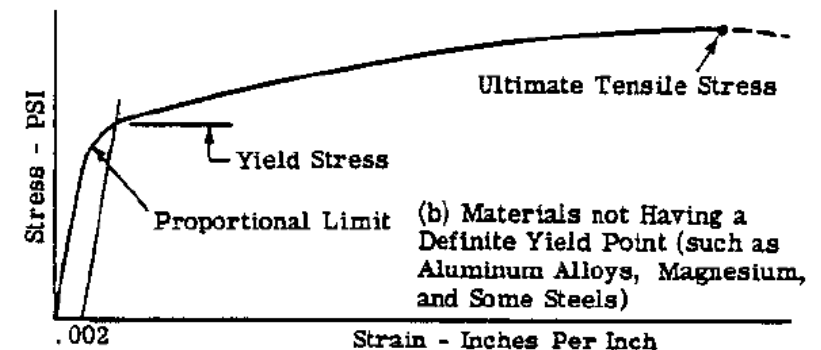 Ultimate Tensile Stress
Stress - PSI
Yield Stress
Proportional Limit
(b) Materials not Having a
Definite Yield Point (such as
Aluminum Alloys, Magnesium,
and Some Steels)
.002
Strain - Inches Per Inch